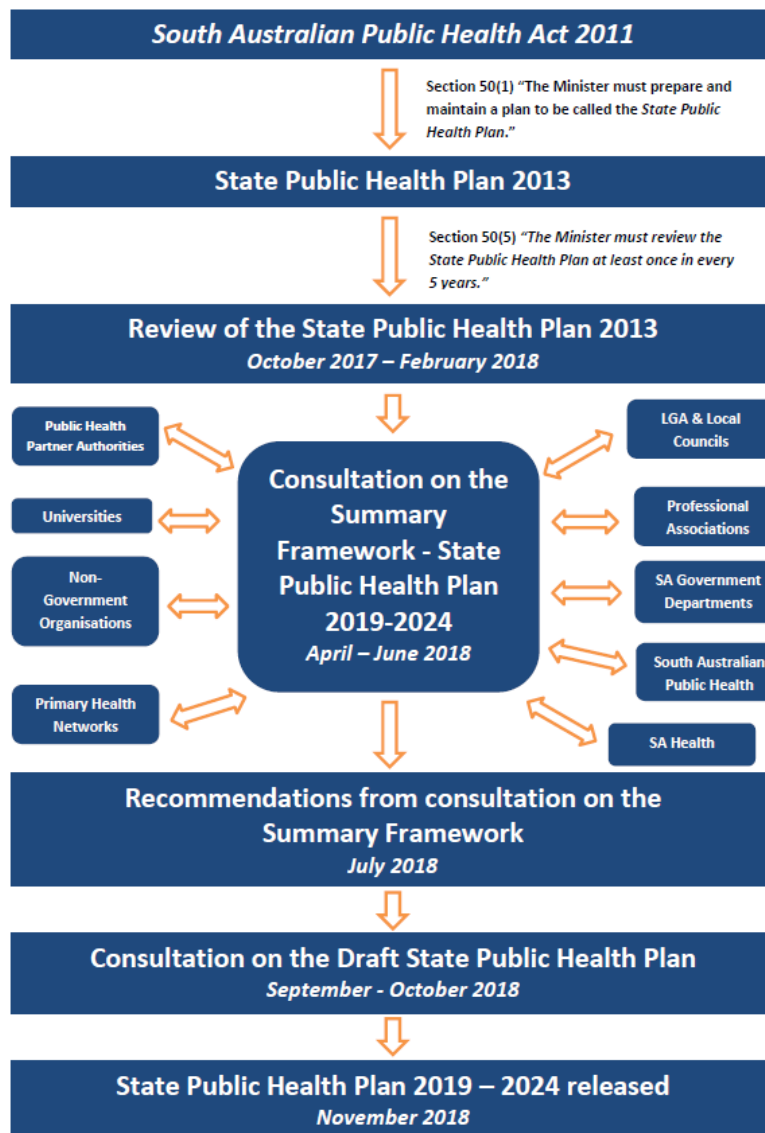 South Australian Public Health Act 2011
Section 50(1) “The Minister must prepare and
maintain a plan to be called the State Public
Health Plan.”
State Public Health Plan 2013
Section 50(5) “The Minister must review the
State Public Health Plan at least once in every
5 years.”
Review of the State Public Health Plan 2013
October 2017 – February 2018
Public Health
Partner Authorities
Universities
Non-
Government
Organisations
Primary Health
Networks
Consultation on the
Summary
Framework - State
Public Health Plan
2019-2024
April – June 2018
LGA & Local
Councils
Professional
Associations
SA Government
Departments
South Australian
Public Health
SA Health
Recommendations from consultation on the
Summary Framework
July 2018
Consultation on the Draft State Public Health Plan
September - October 2018
State Public Health Plan 2019 – 2024 released
November 2018